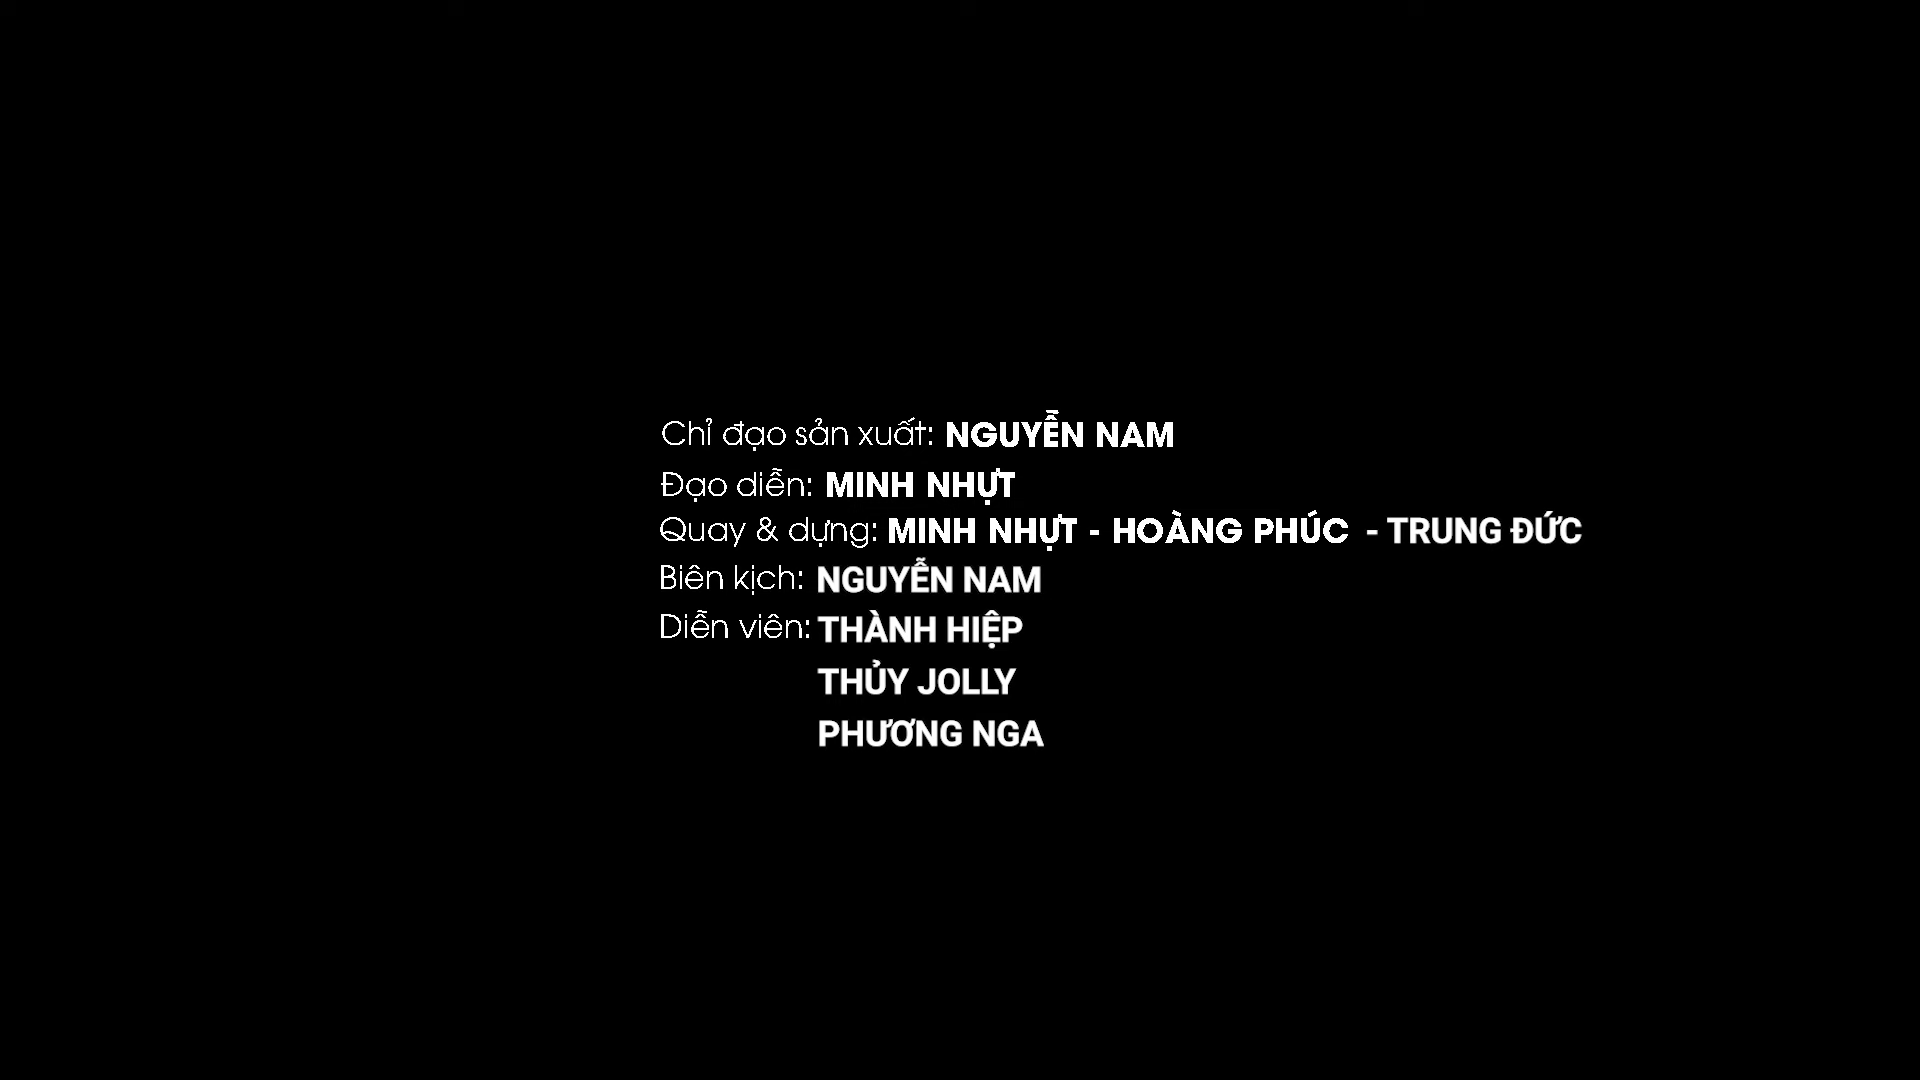 Chỉ đạo sản xuất: NGUYỄN NAM
Đạo diễn: MINH NHỰT
Quay & dựng: MINH NHỰT - HOÀNG PHÚC - TRUNG ĐỨC
Biên kịch: NGUYỄN NAM
Diễn viên: THÀNH HIỆP
THỦY JOLLY
PHƯƠNG NGA